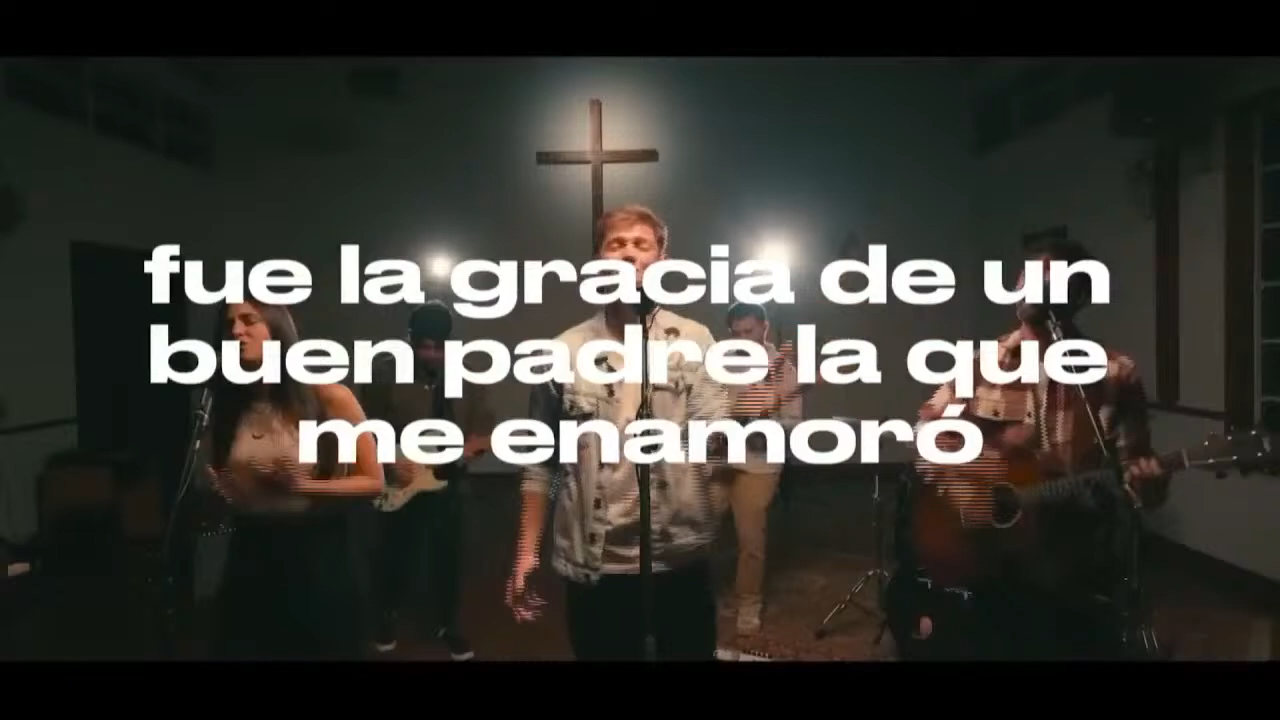 fue la gracia de un
buen padre la que
me enamoró